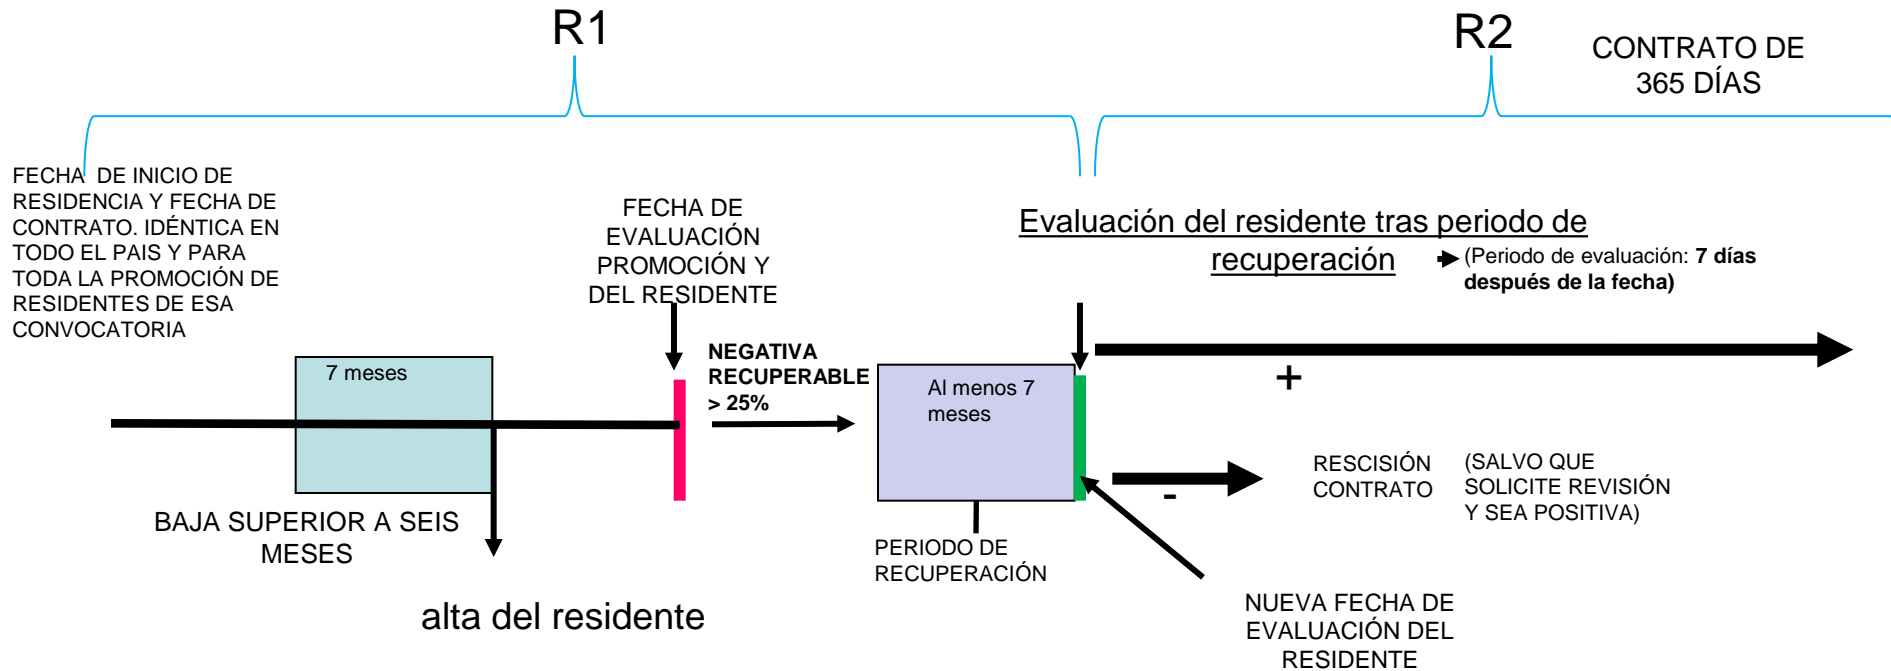 R1
R2
CONTRATO DE
365 DÍAS
FECHA DE INICIO DE
RESIDENCIA Y FECHA DE
CONTRATO. IDÉNTICA EN
TODO EL PAIS Y PARA
TODA LA PROMOCIÓN DE
RESIDENTES DE ESA
CONVOCATORIA
FECHA DE
EVALUACIÓN
PROMOCIÓN Y
DEL RESIDENTE
Evaluación del residente tras periodo de
recuperación
(Periodo de evaluación: 7 días
después de la fecha)
7 meses
NEGATIVA
RECUPERABLE
> 25%
Al menos 7
meses
+
-
RESCISIÓN
CONTRATO
(SALVO QUE
SOLICITE REVISIÓN
Y SEA POSITIVA)
BAJA SUPERIOR A SEIS
MESES
PERIODO DE
RECUPERACIÓN
alta del residente
NUEVA FECHA DE
EVALUACIÓN DEL
RESIDENTE